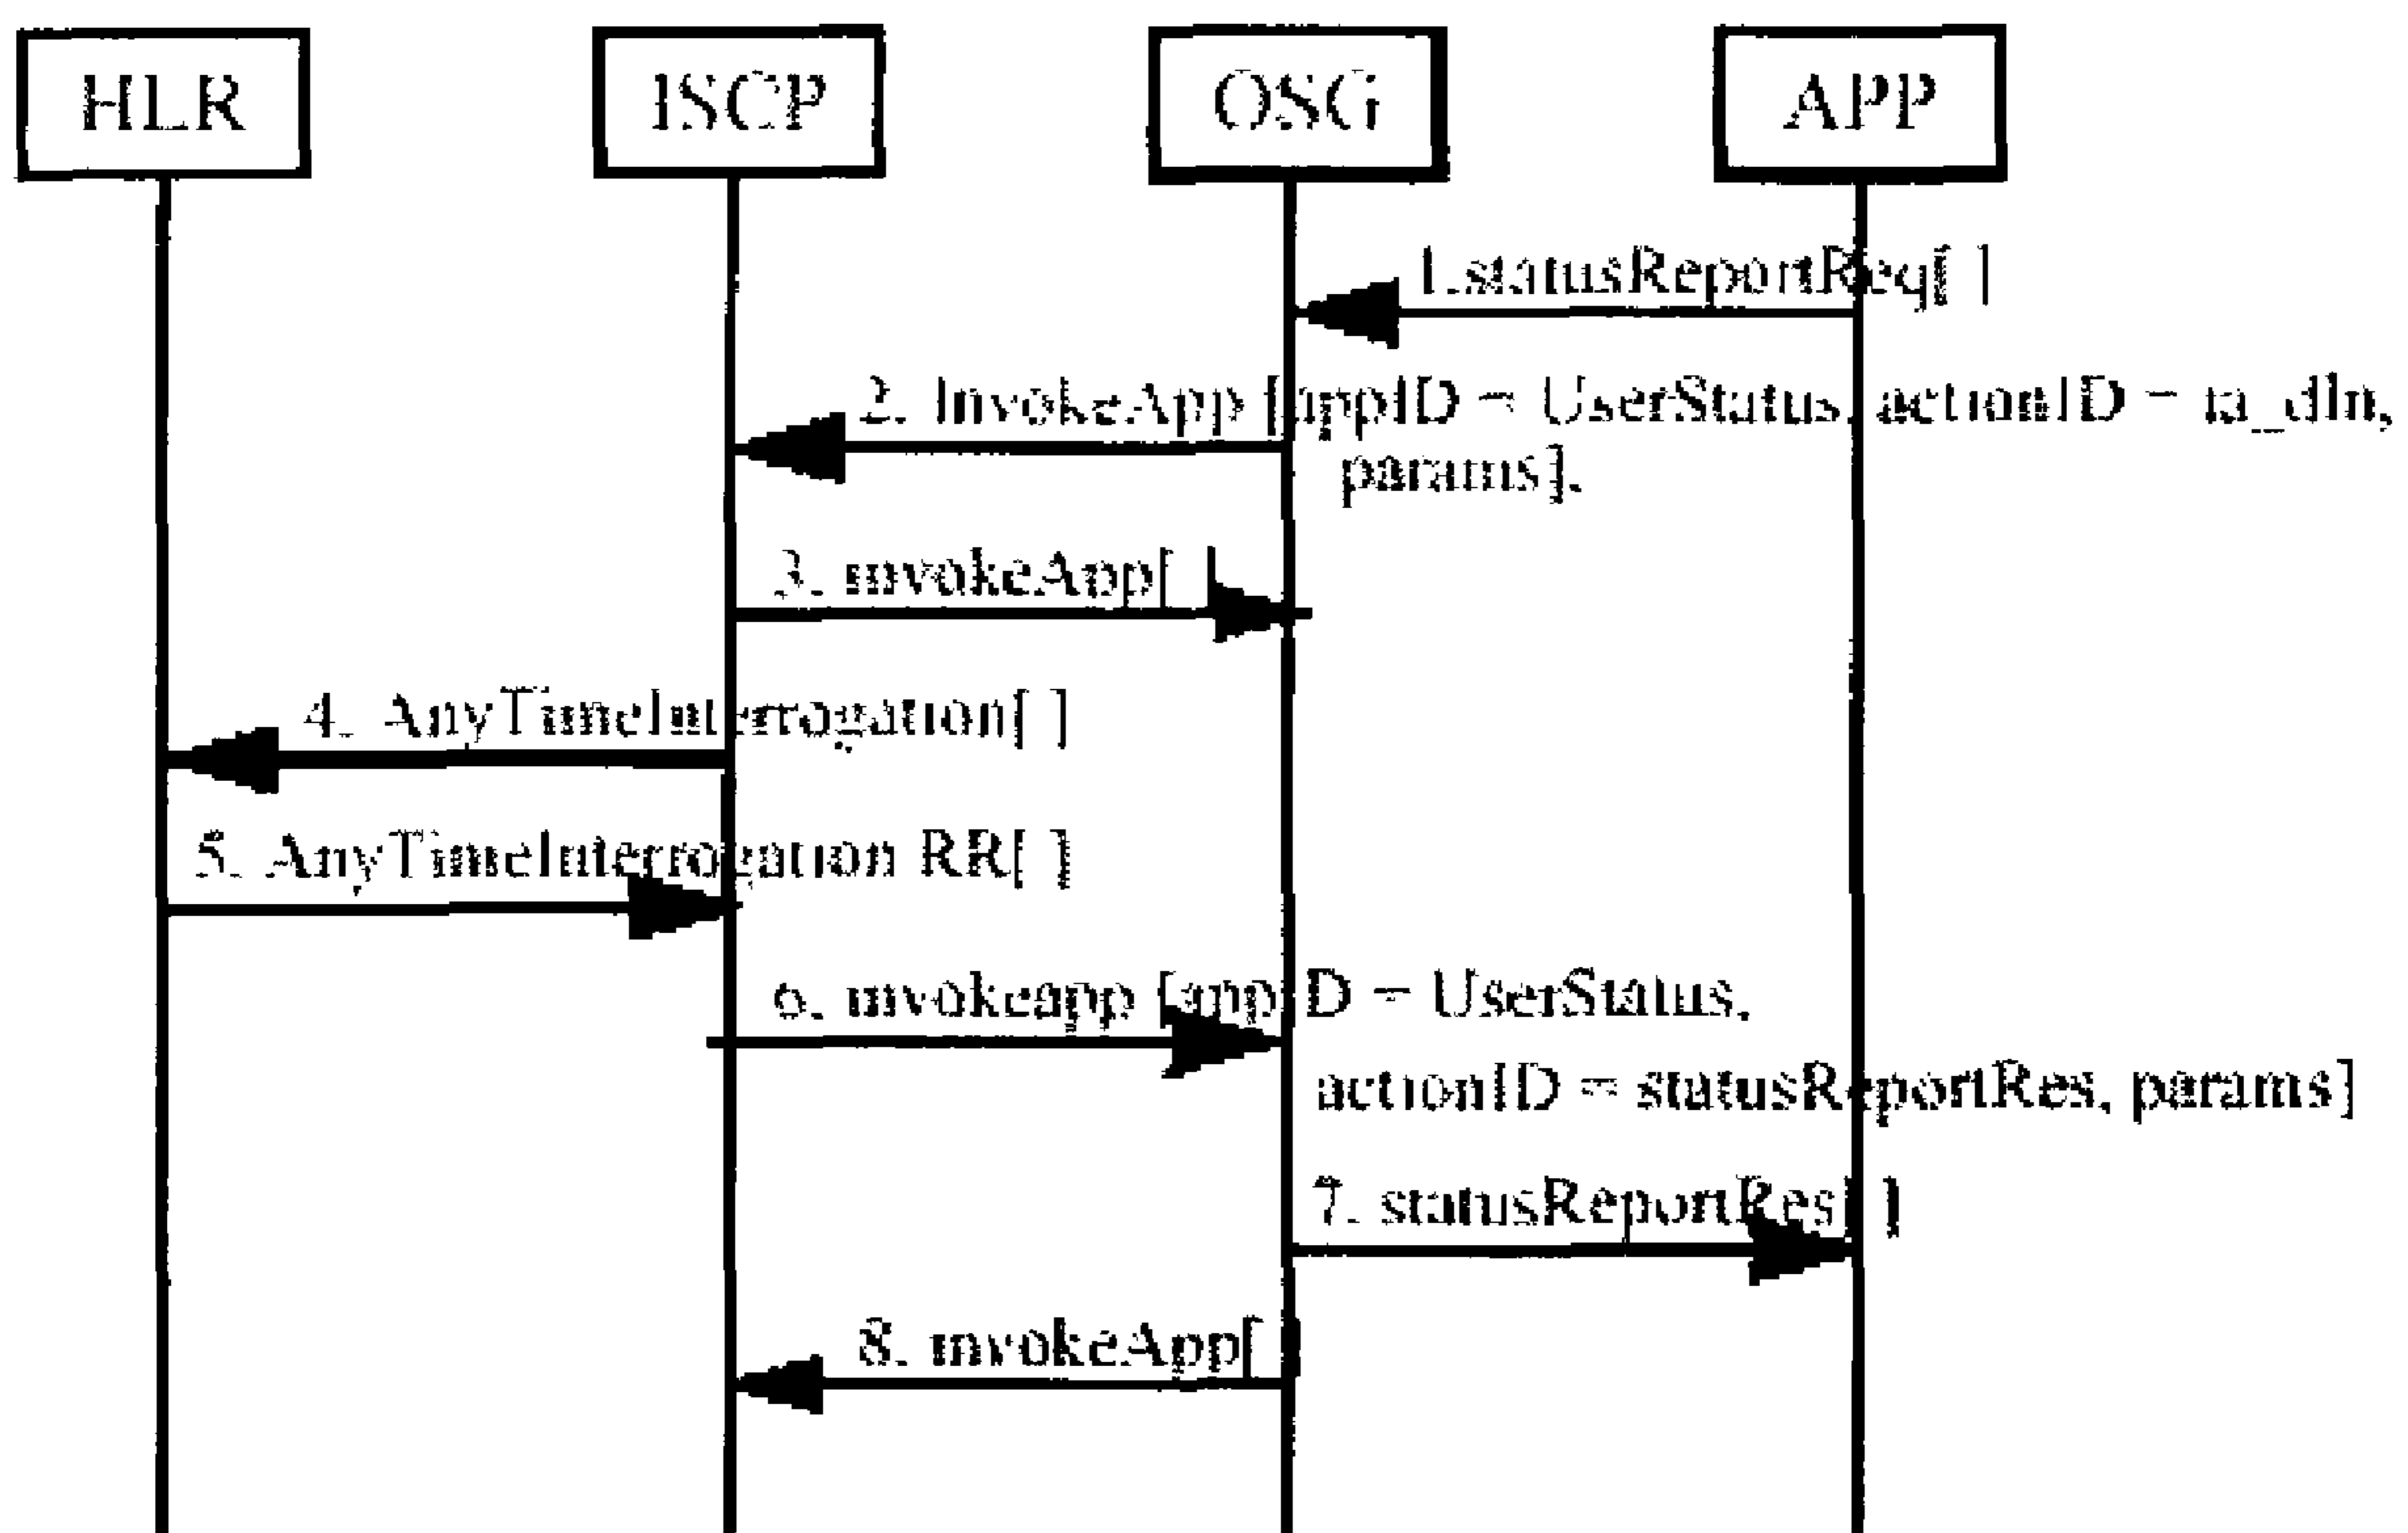 HLR
ISCP
OSG
APP
1.statusReportReq[ ]
2. InvokeApp [appID = UserStatus, actionID = ta_dln,
params].
3. invokeApp[ ]
4. AnyTimeInterrogation[ ]
5. AnyTimeInterrogation RR[ ]
6. invokeapp [appID = UserStatus,
actionID = statusReportRes, params]
7. statusReportRes[ ]
8. invokeApp[ ]